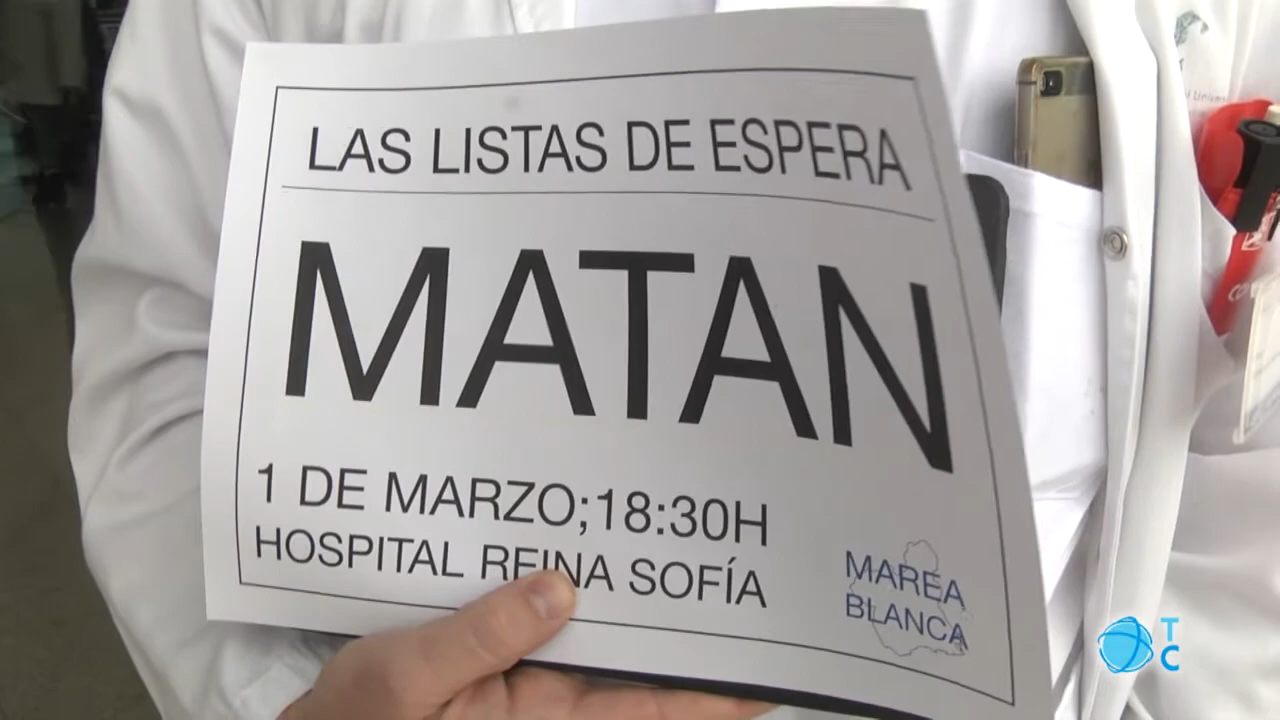 LAS LISTAS DE ESPERA
MATAN
1 DE MARZO;18:30H
HOSPITAL REINA SOFÍA
MAREA
BLANCA
T
C